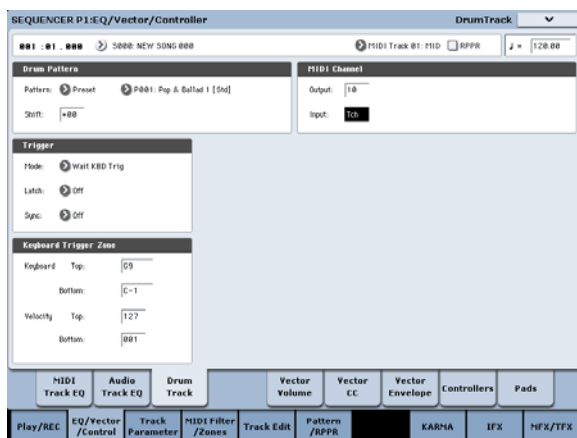 SEQUENCER P1:EQ/Vector/Controller DrumTrack
001 :01 . 000 S000: NEW SONG 000 MIDI Track 01: MID RPPR ♩ = 120.00
Drum Pattern
Pattern: Preset P001: Pop & Ballad 1 [Std]
Shift: +00
MIDI Channel
Output: 10
Input: Tch
Trigger
Mode: Wait KBD Trig
Latch: Off
Sync: Off
Keyboard Trigger Zone
Keyboard Top: G9
Bottom: C-1
Velocity Top: 127
Bottom: 001
MIDI Track EQ Audio Track EQ Drum Track Vector Volume Vector CC Vector Envelope Controllers Pads
Play/REC EQ/Vector /Control Track Parameter MIDI Filter /Zones Track Edit Pattern /RPPR KARMA IFX MFX/TFX